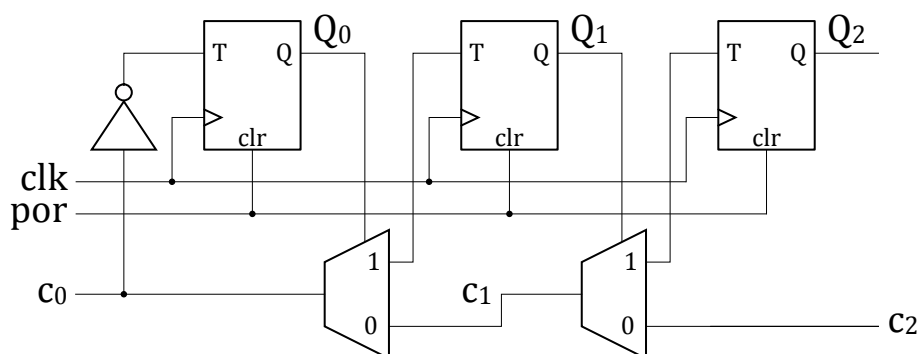 Q0 Q1 Q2
T Q T Q T Q
clr clr clr
clk
por
1 1
c0 c1
0 0 c2